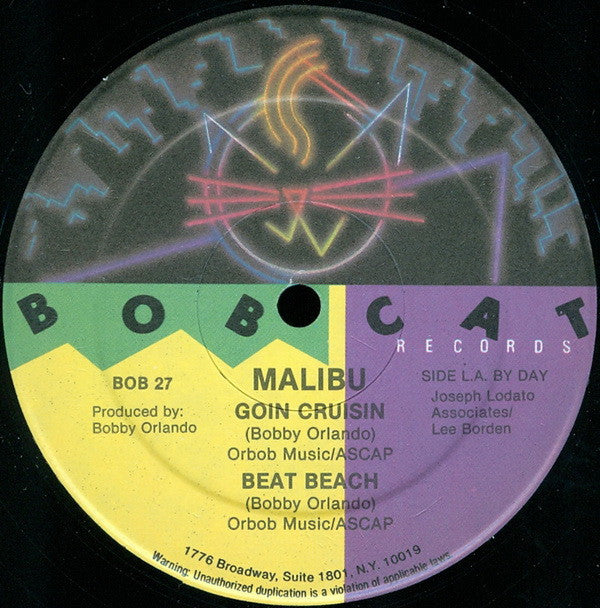 BOBCAT
RECORDS
BOB 27
Produced by:
Bobby Orlando
MALIBU
GOIN CRUISIN
(Bobby Orlando)
Orbob Music/ASCAP
BEAT BEACH
(Bobby Orlando)
Orbob Music/ASCAP
SIDE L.A. BY DAY
Joseph Lodato
Associates/
Lee Borden
1776 Broadway, Suite 1801, N.Y. 10019
Warning: Unauthorized duplication is a violation of applicable laws.